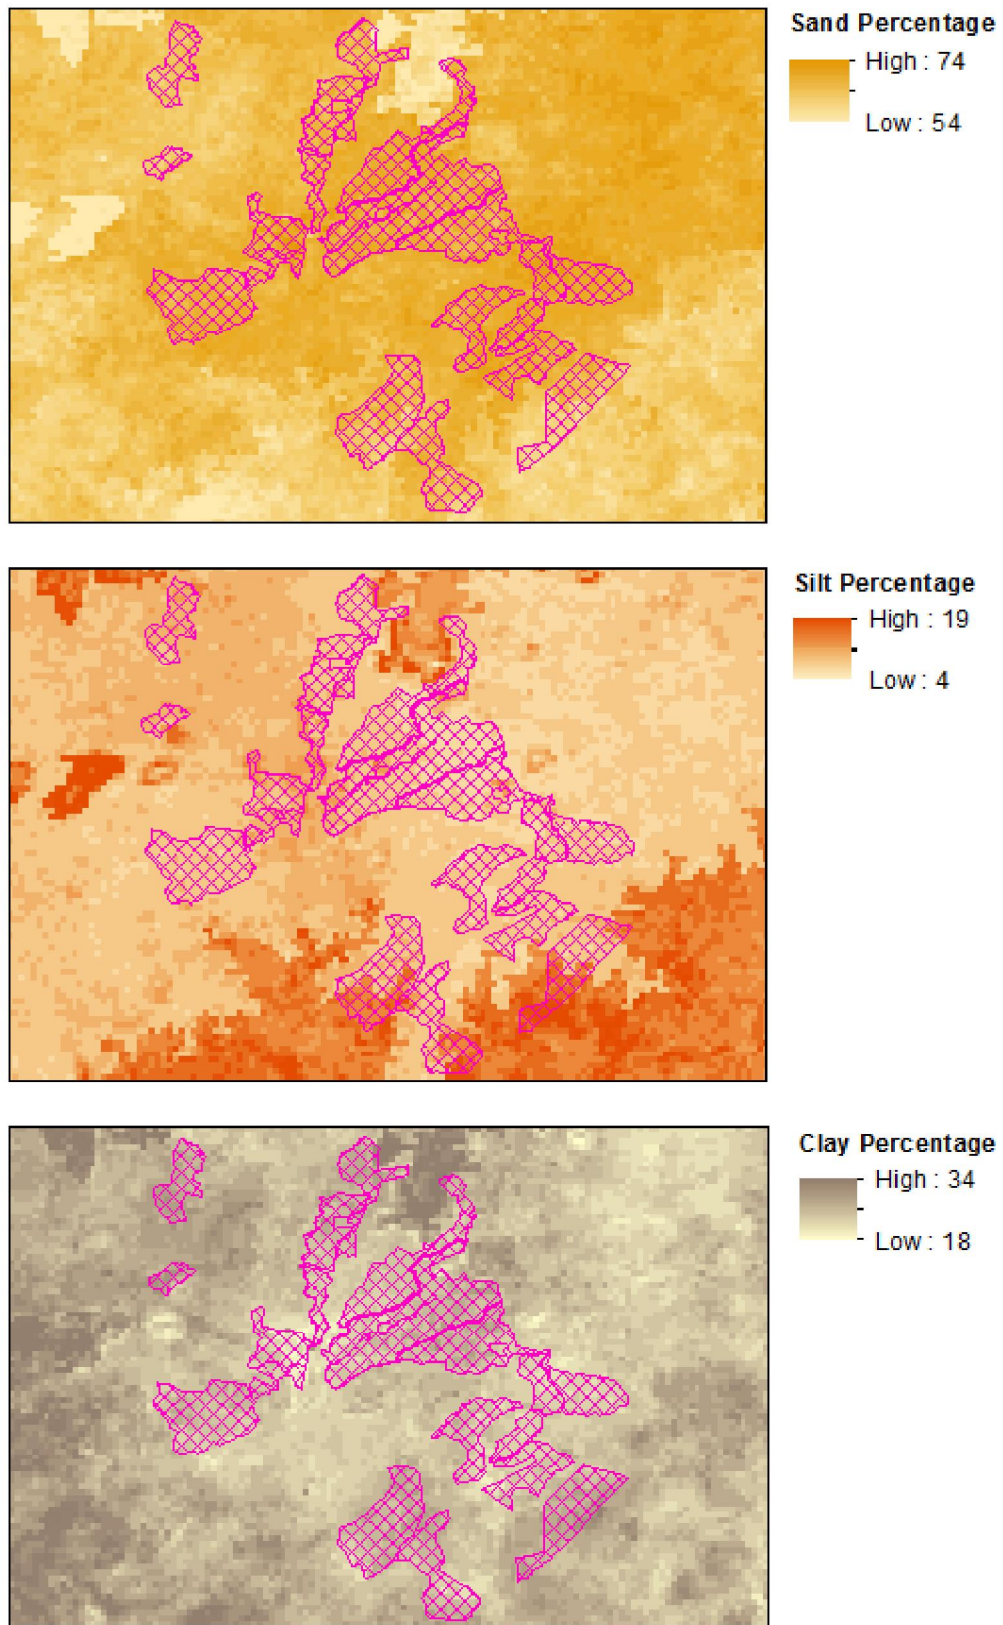 Sand Percentage
High : 74
Low : 54
Silt Percentage
High : 19
Low : 4
Clay Percentage
High : 34
Low : 18